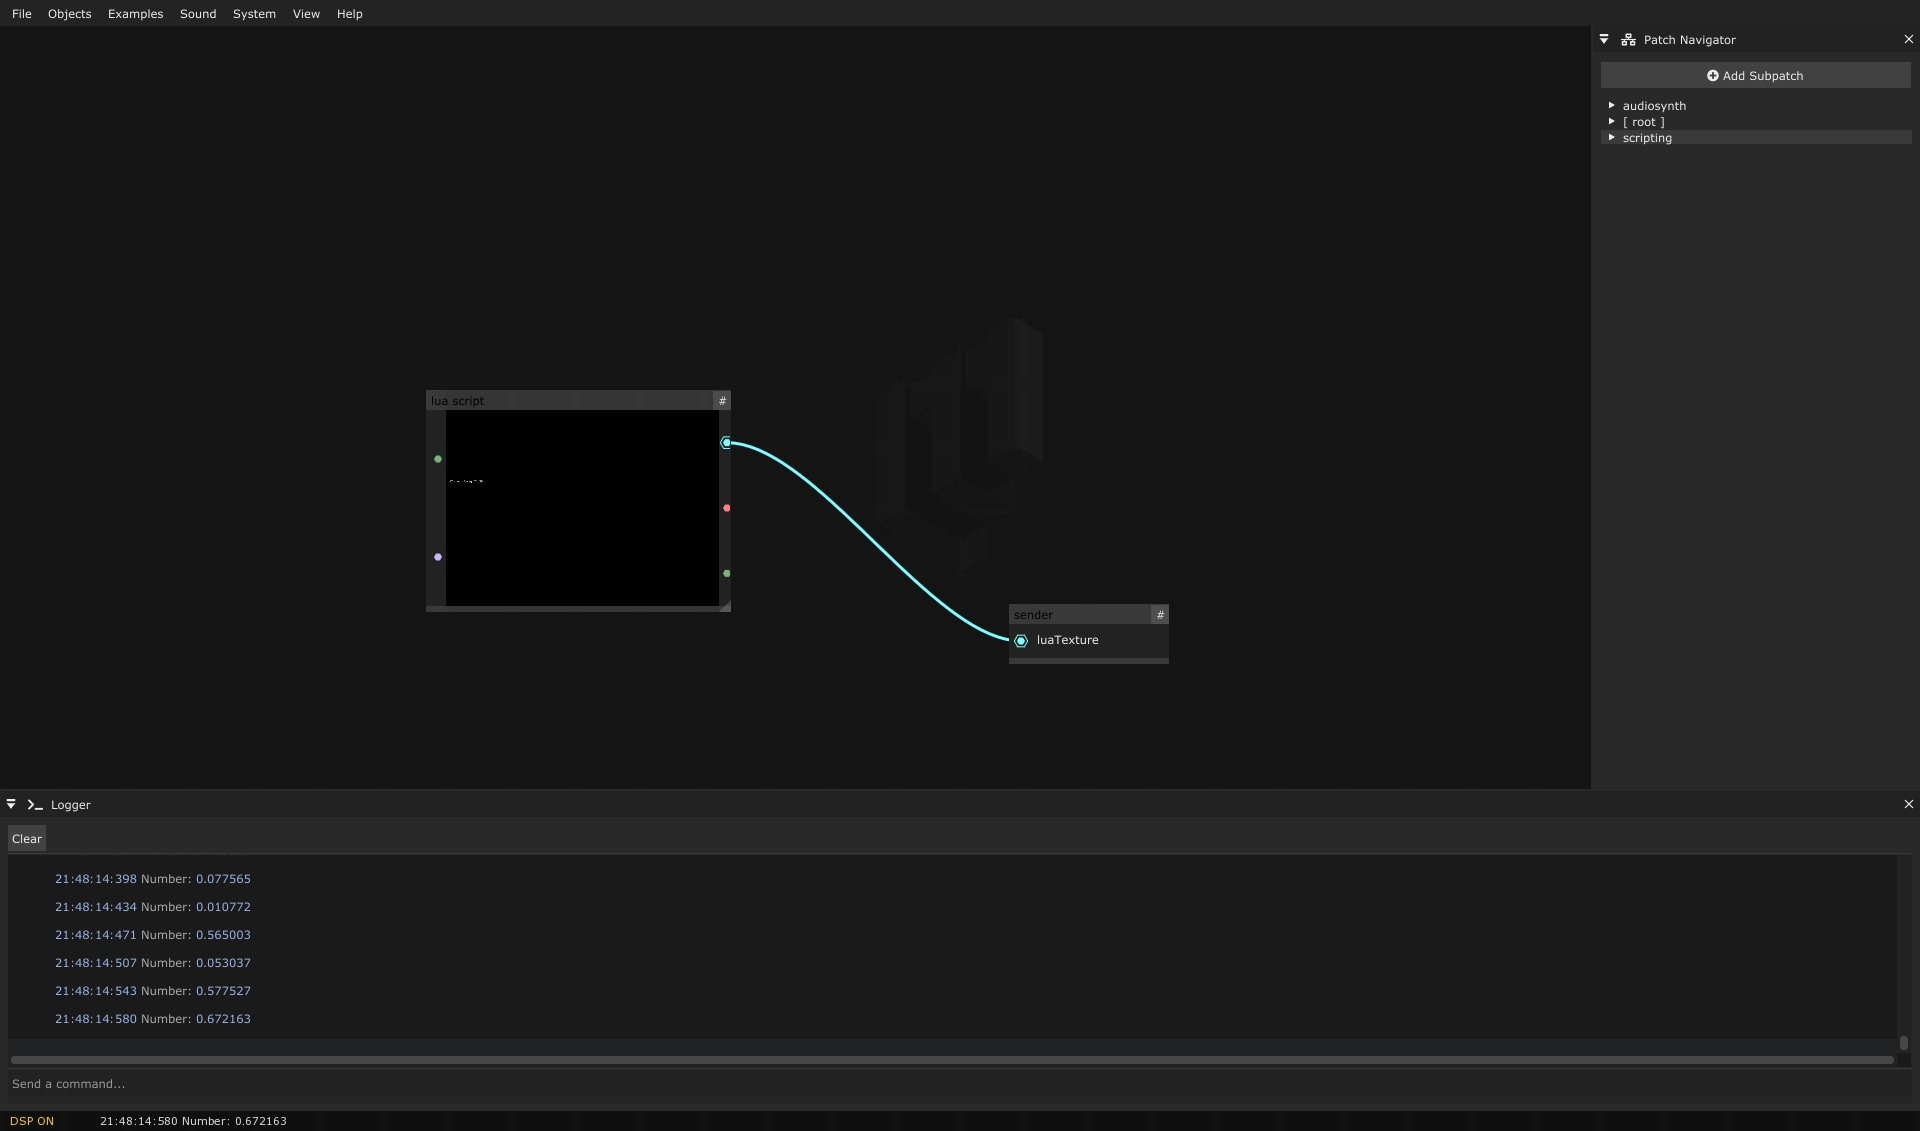 File Objects Examples Sound System View Help
Patch Navigator
Add Subpatch
audiosynth
[ root ]
scripting
lua script #
sender #
luaTexture
Logger
Clear
21:48:14:398 Number: 0.077565
21:48:14:434 Number: 0.010772
21:48:14:471 Number: 0.565003
21:48:14:507 Number: 0.053037
21:48:14:543 Number: 0.577527
21:48:14:580 Number: 0.672163
Send a command...
DSP ON 21:48:14:580 Number: 0.672163